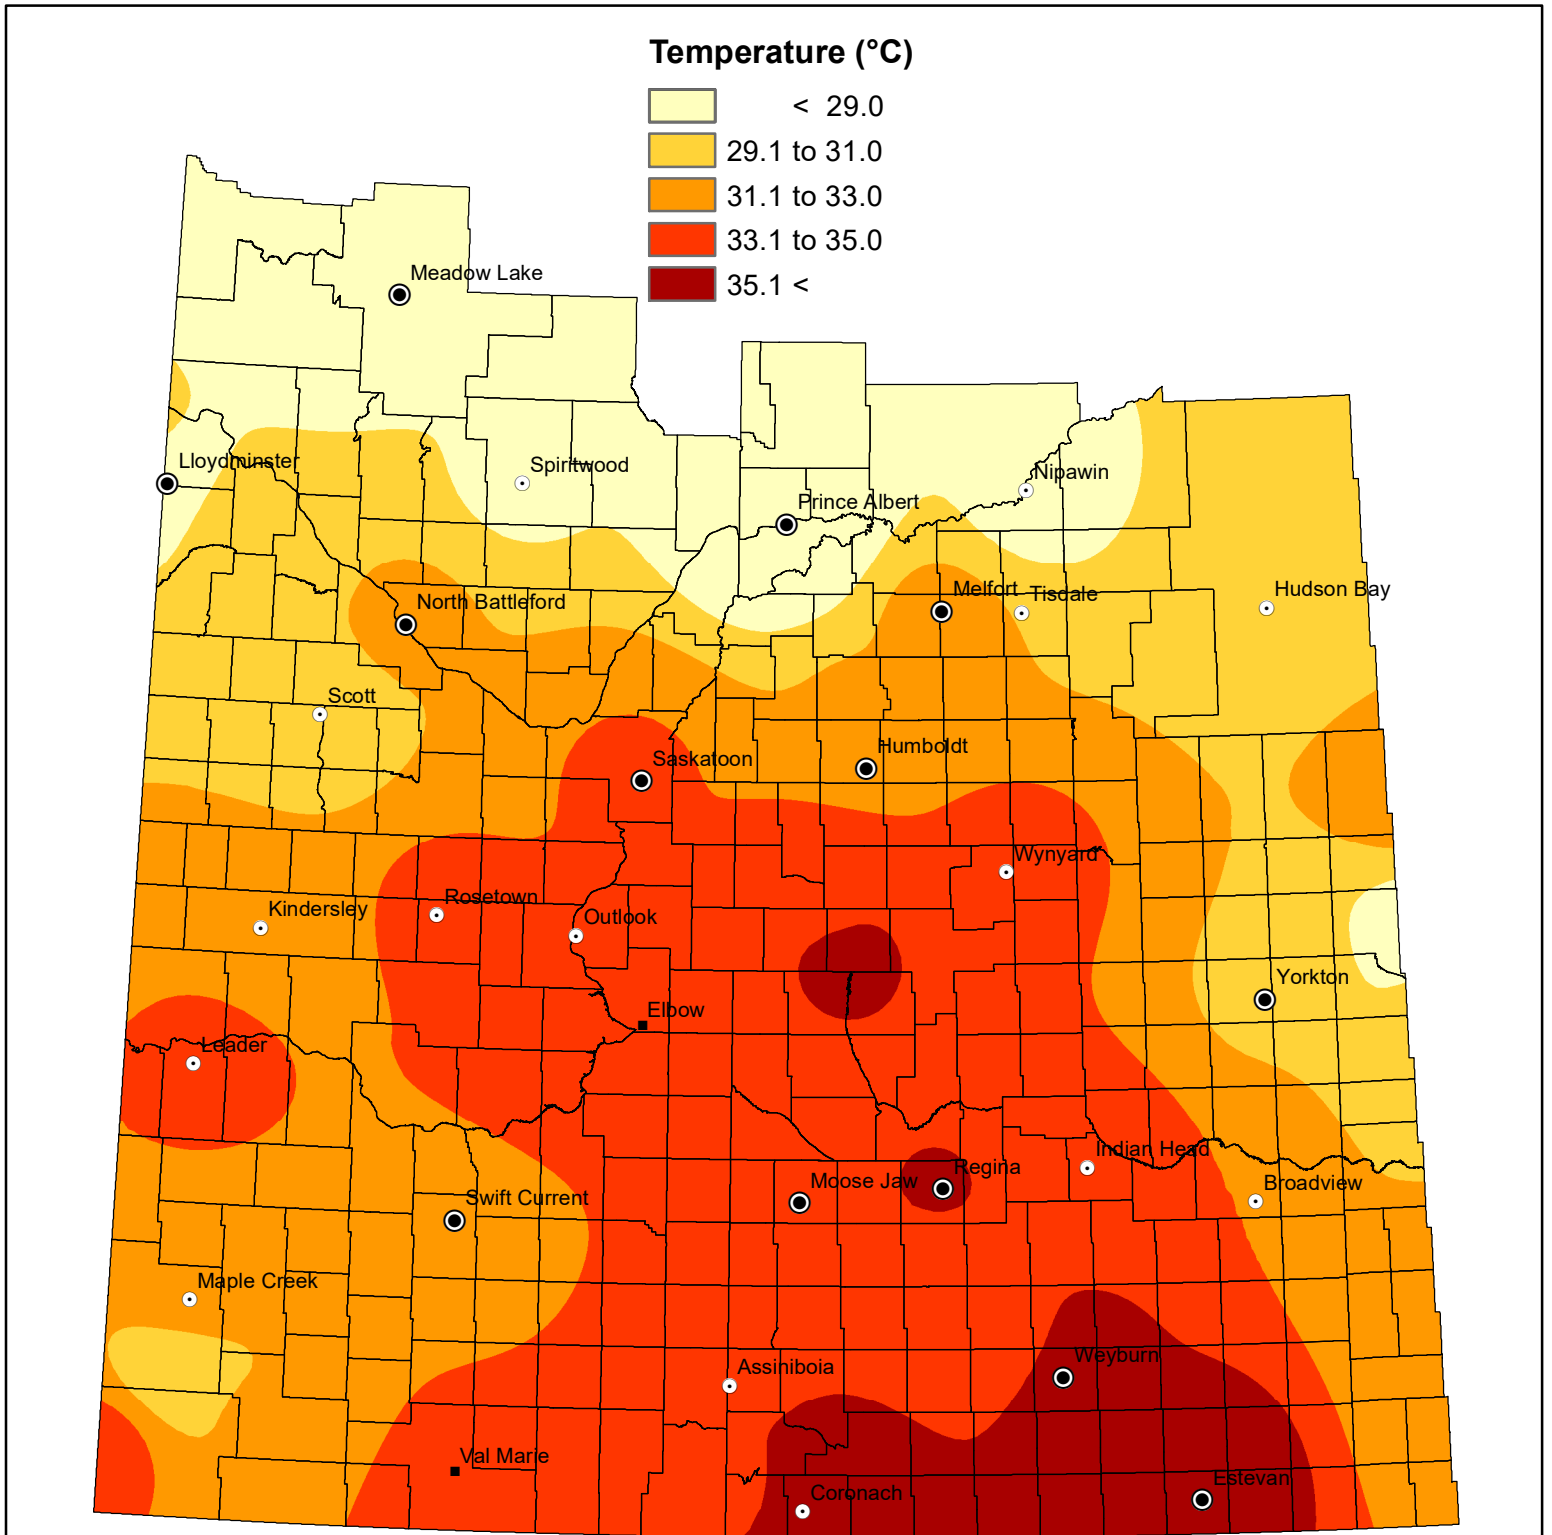 Temperature (°C)
< 29.0
29.1 to 31.0
31.1 to 33.0
33.1 to 35.0
35.1 <
Meadow Lake
Lloydminster
Spiritwood
Nipawin
Prince Albert
North Battleford
Melfort
Tisdale
Hudson Bay
Scott
Saskatoon
Humboldt
Wynyard
Rosetown
Kindersley
Outlook
Yorkton
Elbow
Leader
Indian Head
Regina
Moose Jaw
Broadview
Swift Current
Maple Creek
Weyburn
Assiniboia
Val Marie
Estevan
Coronach